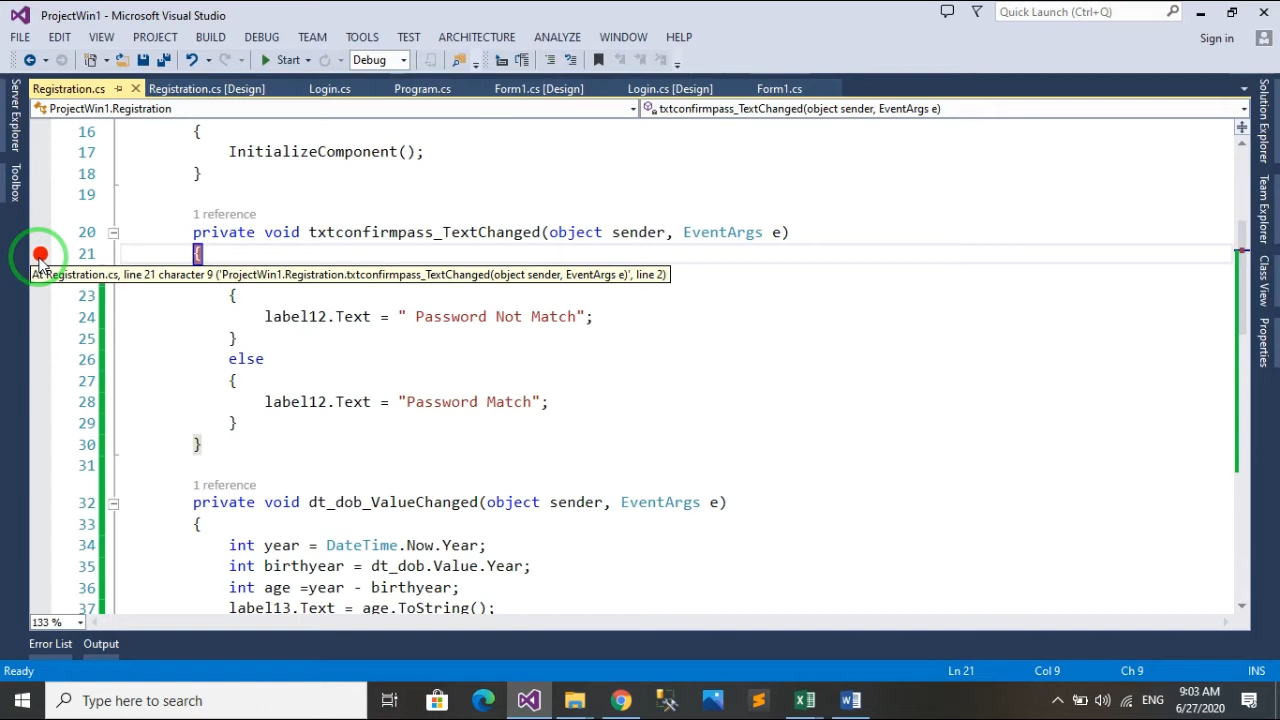 ProjectWin1 - Microsoft Visual Studio
Quick Launch (Ctrl+Q)
FILE EDIT VIEW PROJECT BUILD DEBUG TEAM TOOLS TEST ARCHITECTURE ANALYZE WINDOW HELP
Sign in
Start Debug
Registration.cs Registration.cs [Design] Login.cs Program.cs Form1.cs [Design] Login.cs [Design] Form1.cs
ProjectWin1.Registration txtconfirmpass_TextChanged(object sender, EventArgs e)
Server Explorer
Toolbox
16 {
17 InitializeComponent();
18 }
19
1 reference
20 private void txtconfirmpass_TextChanged(object sender, EventArgs e)
21 {
At Registration.cs, line 21 character 9 ('ProjectWin1.Registration.txtconfirmpass_TextChanged(object sender, EventArgs e)', line 2)
23 {
24 label12.Text = " Password Not Match";
25 }
26 else
27 {
28 label12.Text = "Password Match";
29 }
30 }
31
1 reference
32 private void dt_dob_ValueChanged(object sender, EventArgs e)
33 {
34 int year = DateTime.Now.Year;
35 int birthyear = dt_dob.Value.Year;
36 int age =year - birthyear;
37 label13.Text = age.ToString();
Solution Explorer
Team Explorer
Class View
Properties
133 %
Error List Output
Ready Ln 21 Col 9 Ch 9 INS
Type here to search
ENG
9:03 AM
6/27/2020